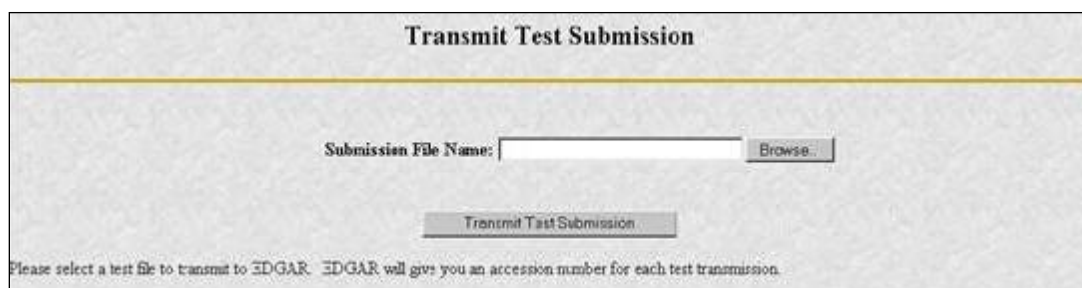 Transmit Test Submission
Submission File Name: Browse..
Transmit Test Submission
Please select a test file to transmit to EDGAR. EDGAR will give you an accession number for each test transmission.